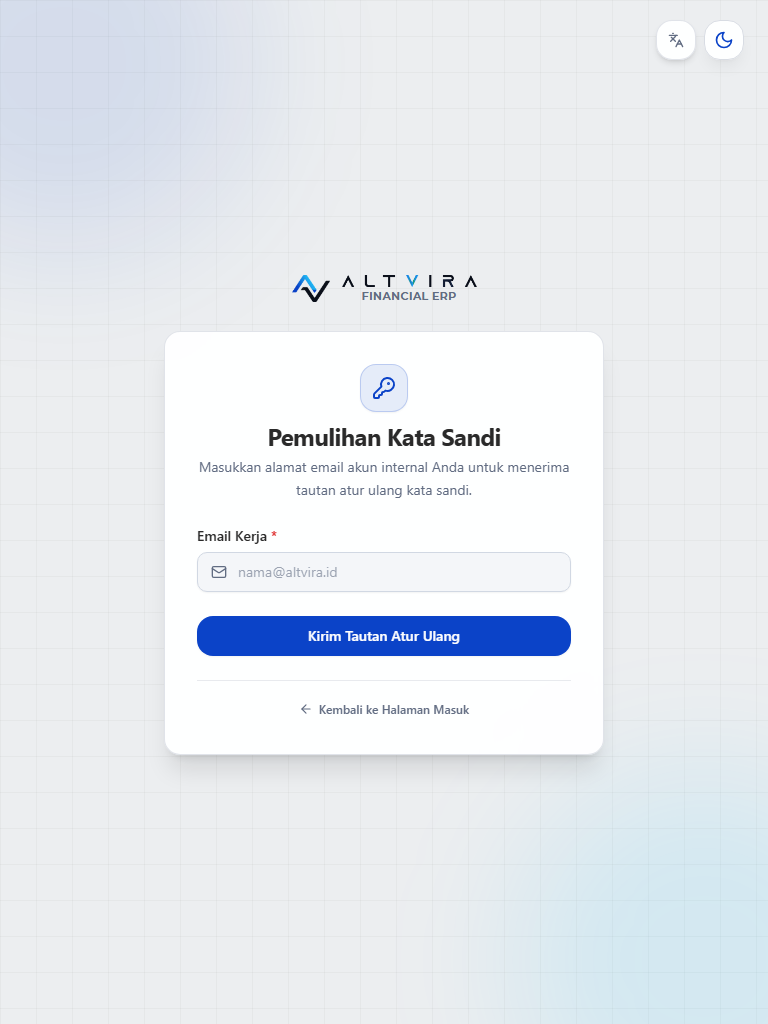 ALTVIRA
FINANCIAL ERP
Pemulihan Kata Sandi
Masukkan alamat email akun internal Anda untuk menerima
tautan atur ulang kata sandi.
Email Kerja *
nama@altvira.id
Kirim Tautan Atur Ulang
Kembali ke Halaman Masuk